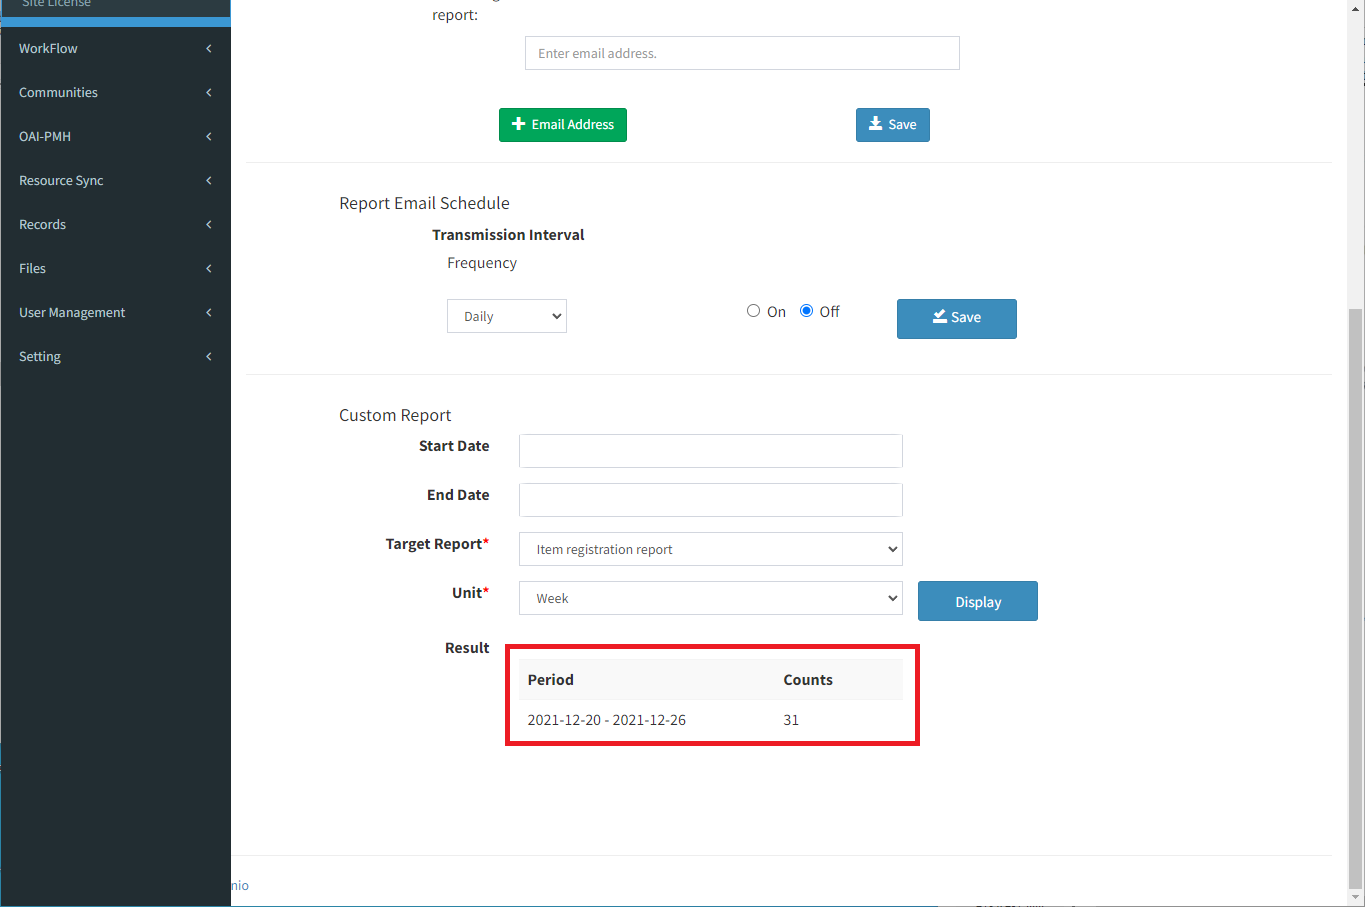 Site License
WorkFlow
Communities
OAI-PMH
Resource Sync
Records
Files
User Management
Setting
report:
Enter email address.
Email Address
Save
Report Email Schedule
Transmission Interval
Frequency
Daily
On
Off
Save
Custom Report
Start Date
End Date
Target Report*
Item registration report
Unit*
Week
Display
Result
Period Counts
2021-12-20 - 2021-12-26 31
nio